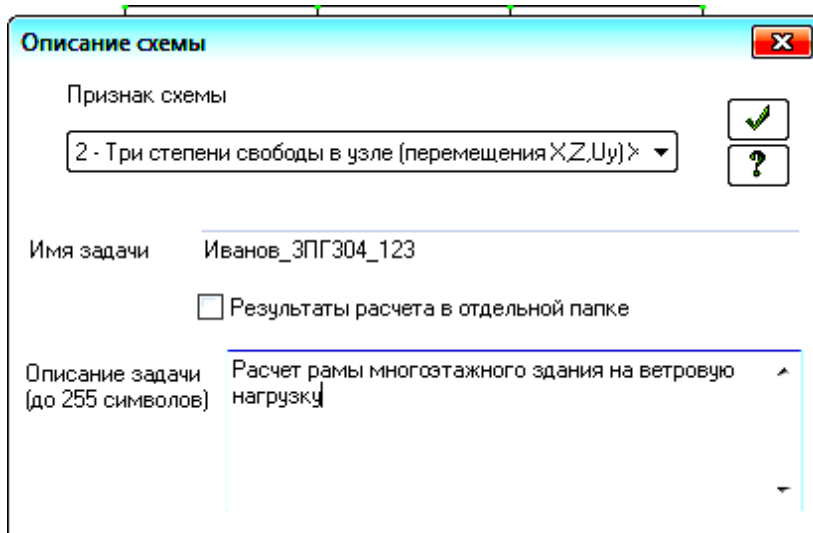 Описание схемы
Признак схемы
2 - Три степени свободы в узле (перемещения X,Z,Uy) X
?
Имя задачи Иванов_ЗПГ304_123
Результаты расчета в отдельной папке
Описание задачи
(до 255 символов)
Расчет рамы многоэтажного здания на ветровую
нагрузку